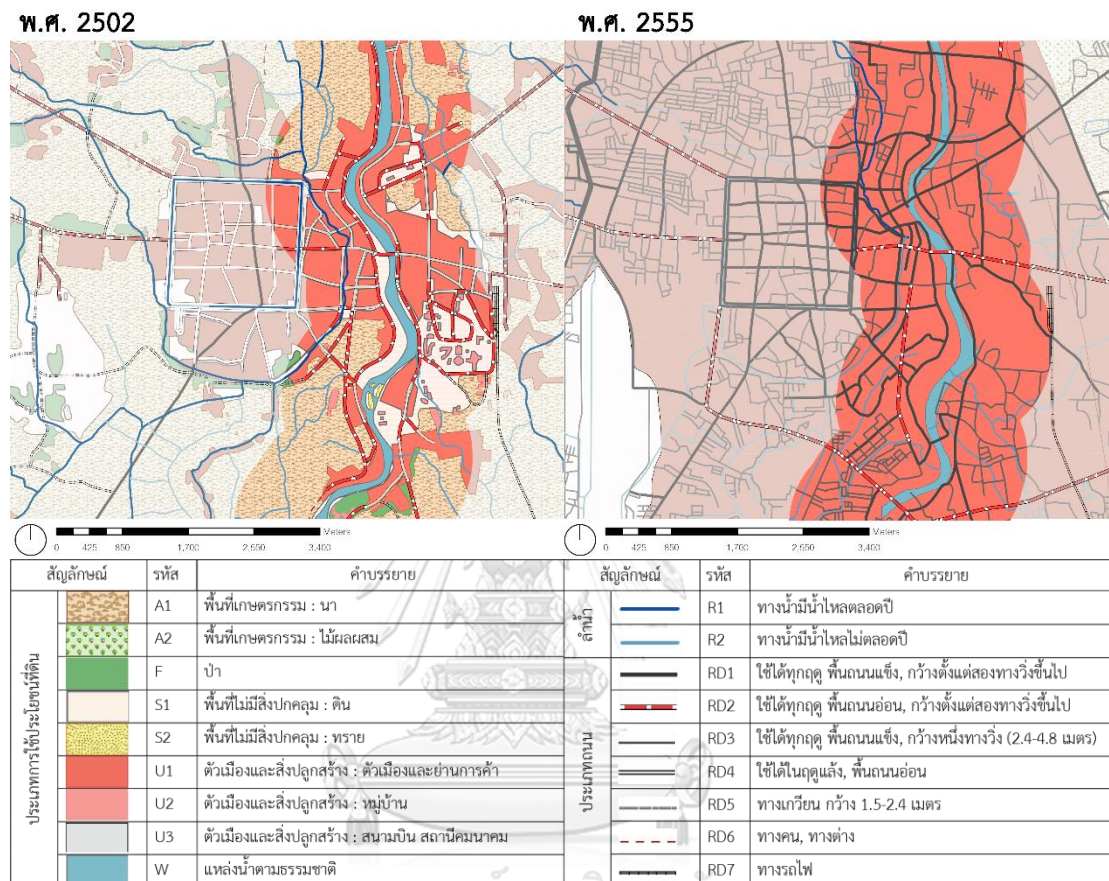 พ.ศ. 2502
พ.ศ. 2555
Meters
0 425 850 1,700 2,550 3,400
Meters
0 425 850 1,700 2,550 3,400
สัญลักษณ์ รหัส คำบรรยาย
ประเภทการใช้ประโยชน์ที่ดิน
A1 พื้นที่เกษตรกรรม : นา
A2 พื้นที่เกษตรกรรม : ไม้ผลผสม
F ป่า
S1 พื้นที่ไม่มีสิ่งปกคลุม : ดิน
S2 พื้นที่ไม่มีสิ่งปกคลุม : ทราย
U1 ตัวเมืองและสิ่งปลูกสร้าง : ตัวเมืองและย่านการค้า
U2 ตัวเมืองและสิ่งปลูกสร้าง : หมู่บ้าน
U3 ตัวเมืองและสิ่งปลูกสร้าง : สนามบิน สถานีคมนาคม
W แหล่งน้ำตามธรรมชาติ
สัญลักษณ์ รหัส คำบรรยาย
ลำน้ำ
R1 ทางน้ำมีน้ำไหลตลอดปี
R2 ทางน้ำมีน้ำไหลไม่ตลอดปี
ประเภทถนน
RD1 ใช้ได้ทุกฤดู พื้นถนนแข็ง, กว้างตั้งแต่สองทางวิ่งขึ้นไป
RD2 ใช้ได้ทุกฤดู พื้นถนนอ่อน, กว้างตั้งแต่สองทางวิ่งขึ้นไป
RD3 ใช้ได้ทุกฤดู พื้นถนนแข็ง, กว้างหนึ่งทางวิ่ง (2.4-4.8 เมตร)
RD4 ใช้ได้ในฤดูแล้ง, พื้นถนนอ่อน
RD5 ทางเกวียน กว้าง 1.5-2.4 เมตร
RD6 ทางคน, ทางต่าง
RD7 ทางรถไฟ